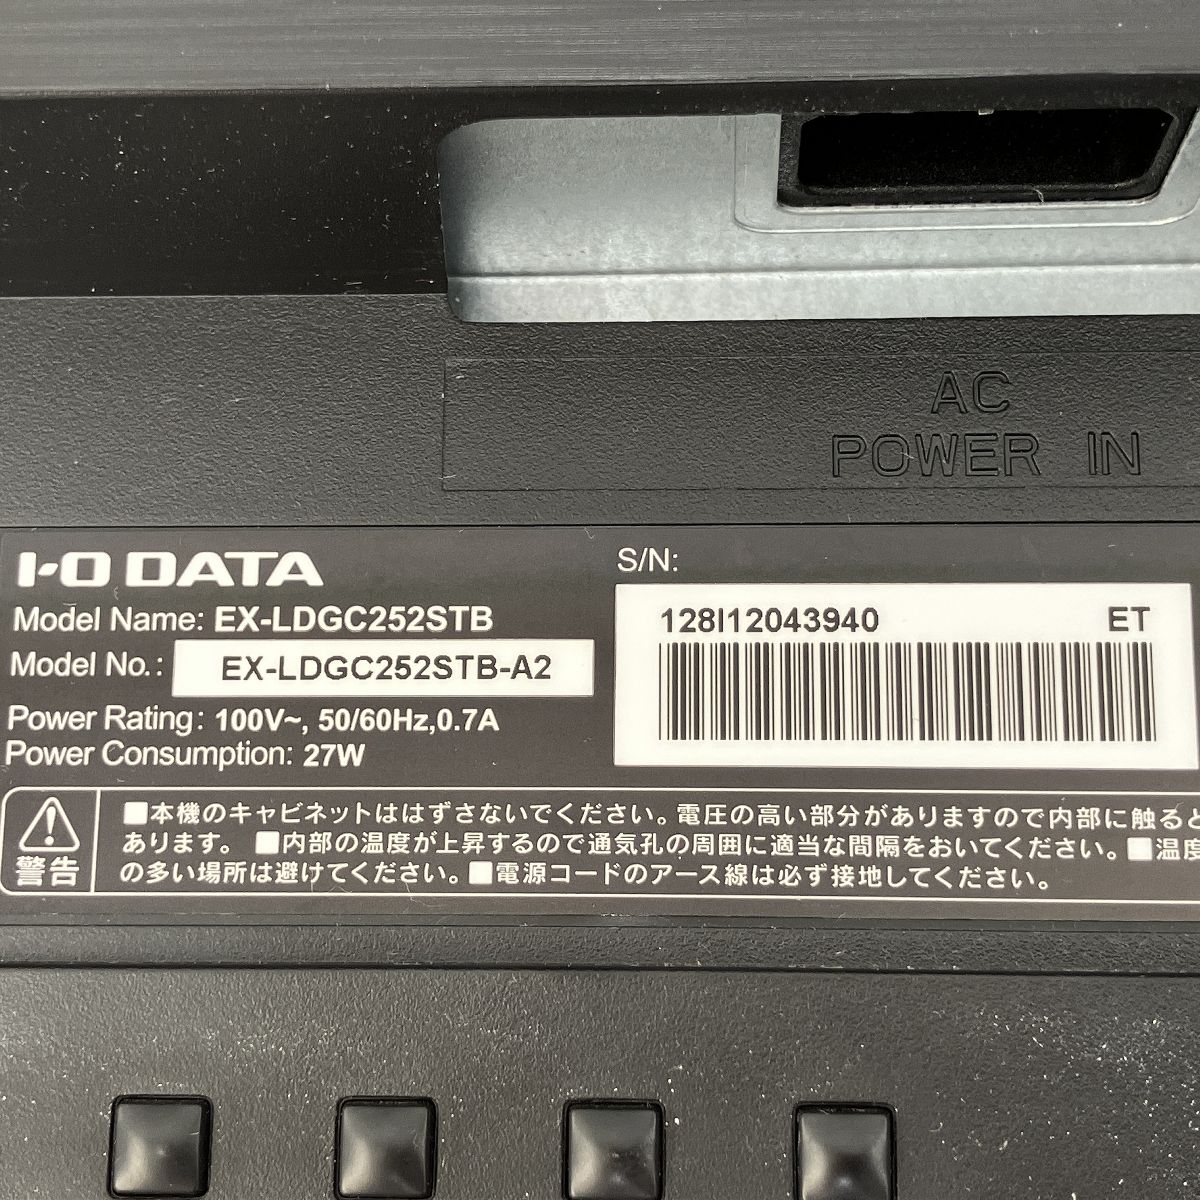 AC
POWER IN
I-O DATA
Model Name: EX-LDGC252STB
Model No.: EX-LDGC252STB-A2
Power Rating: 100V~, 50/60Hz,0.7A
Power Consumption: 27W
S/N:
128I12043940 ET
警告
■本機のキャビネットははずさないでください。電圧の高い部分がありますので内部に触ると
あります。 ■内部の温度が上昇するので通気孔の周囲に適当な間隔をおいてください。■温度
の多い場所は避けてください。■電源コードのアース線は必ず接地してください。